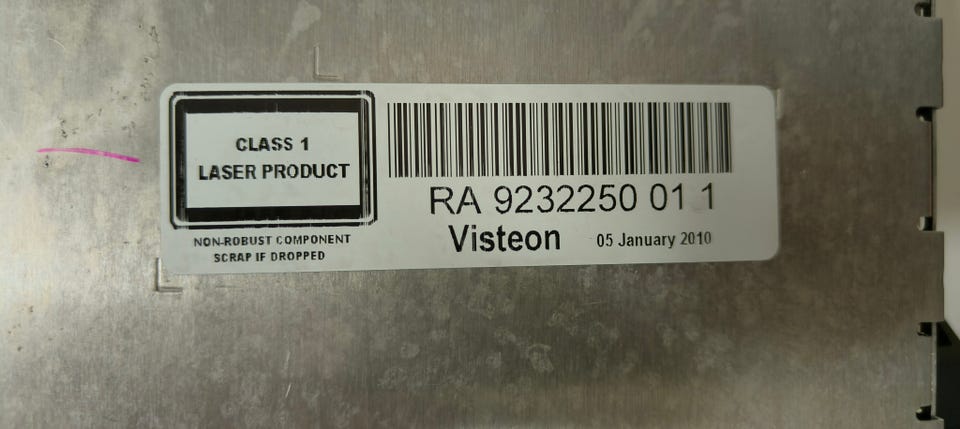 CLASS 1
LASER PRODUCT
NON-ROBUST COMPONENT
SCRAP IF DROPPED
RA 9232250 01 1
Visteon 05 January 2010